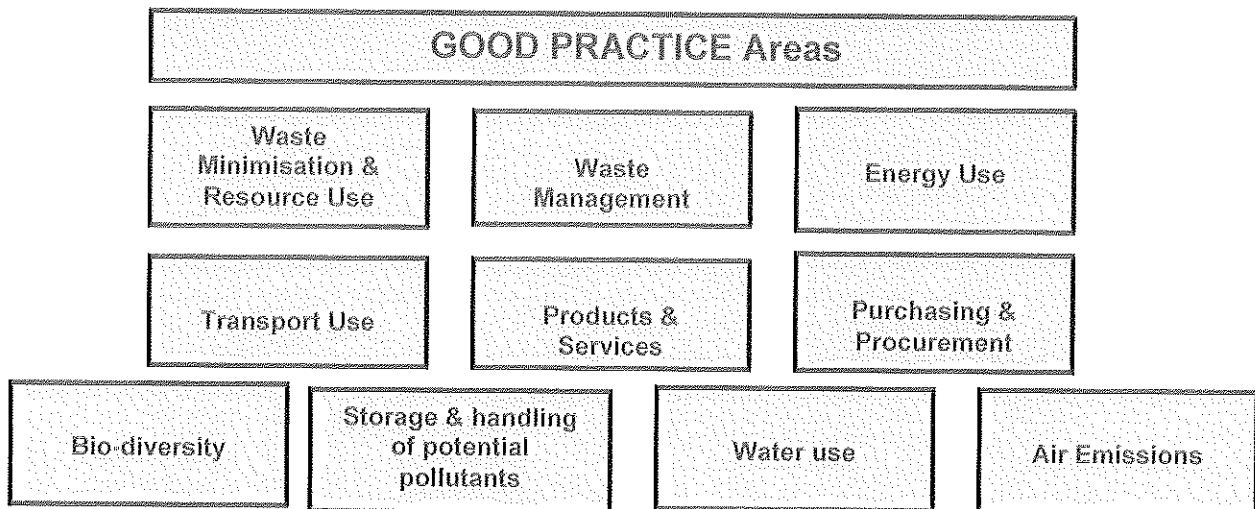 GOOD PRACTICE Areas
Waste
Minimisation &
Resource Use
Waste
Management
Energy Use
Transport Use
Products &
Services
Purchasing &
Procurement
Bio-diversity
Storage & handling
of potential
pollutants
Water use
Air Emissions